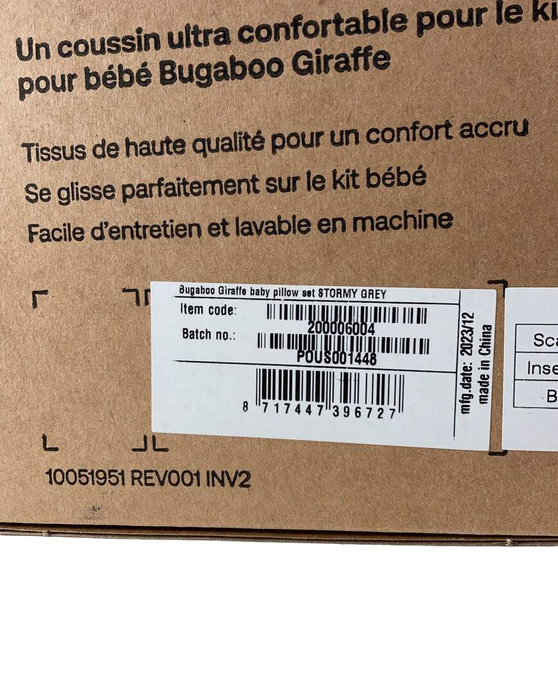 Un coussin ultra confortable pour le ki
pour bébé Bugaboo Giraffe
Tissus de haute qualité pour un confort accru
Se glisse parfaitement sur le kit bébé
Facile d'entretien et lavable en machine
Bugaboo Giraffe baby pillow set STORMY GREY
Item code:
200006004
Batch no.:
POUS001448
8 717447 396727
mfg.date: 2023/12
made in China
Sca
Inse
B
10051951 REV001 INV2